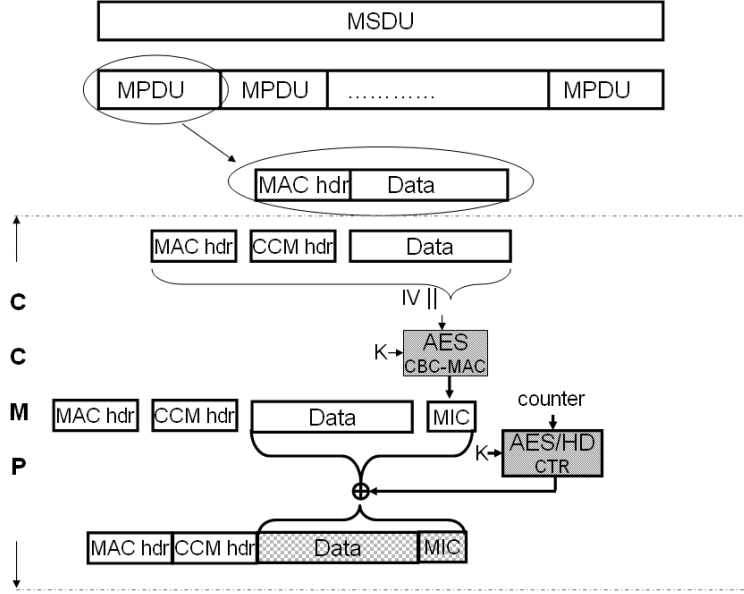 MSDU
MPDU MPDU ............ MPDU
MAC hdr Data
MAC hdr CCM hdr Data
IV ||
C
K AES
CBC-MAC
C
counter
M MAC hdr CCM hdr Data MIC
K AES/HD
CTR
P
MAC hdr CCM hdr Data MIC